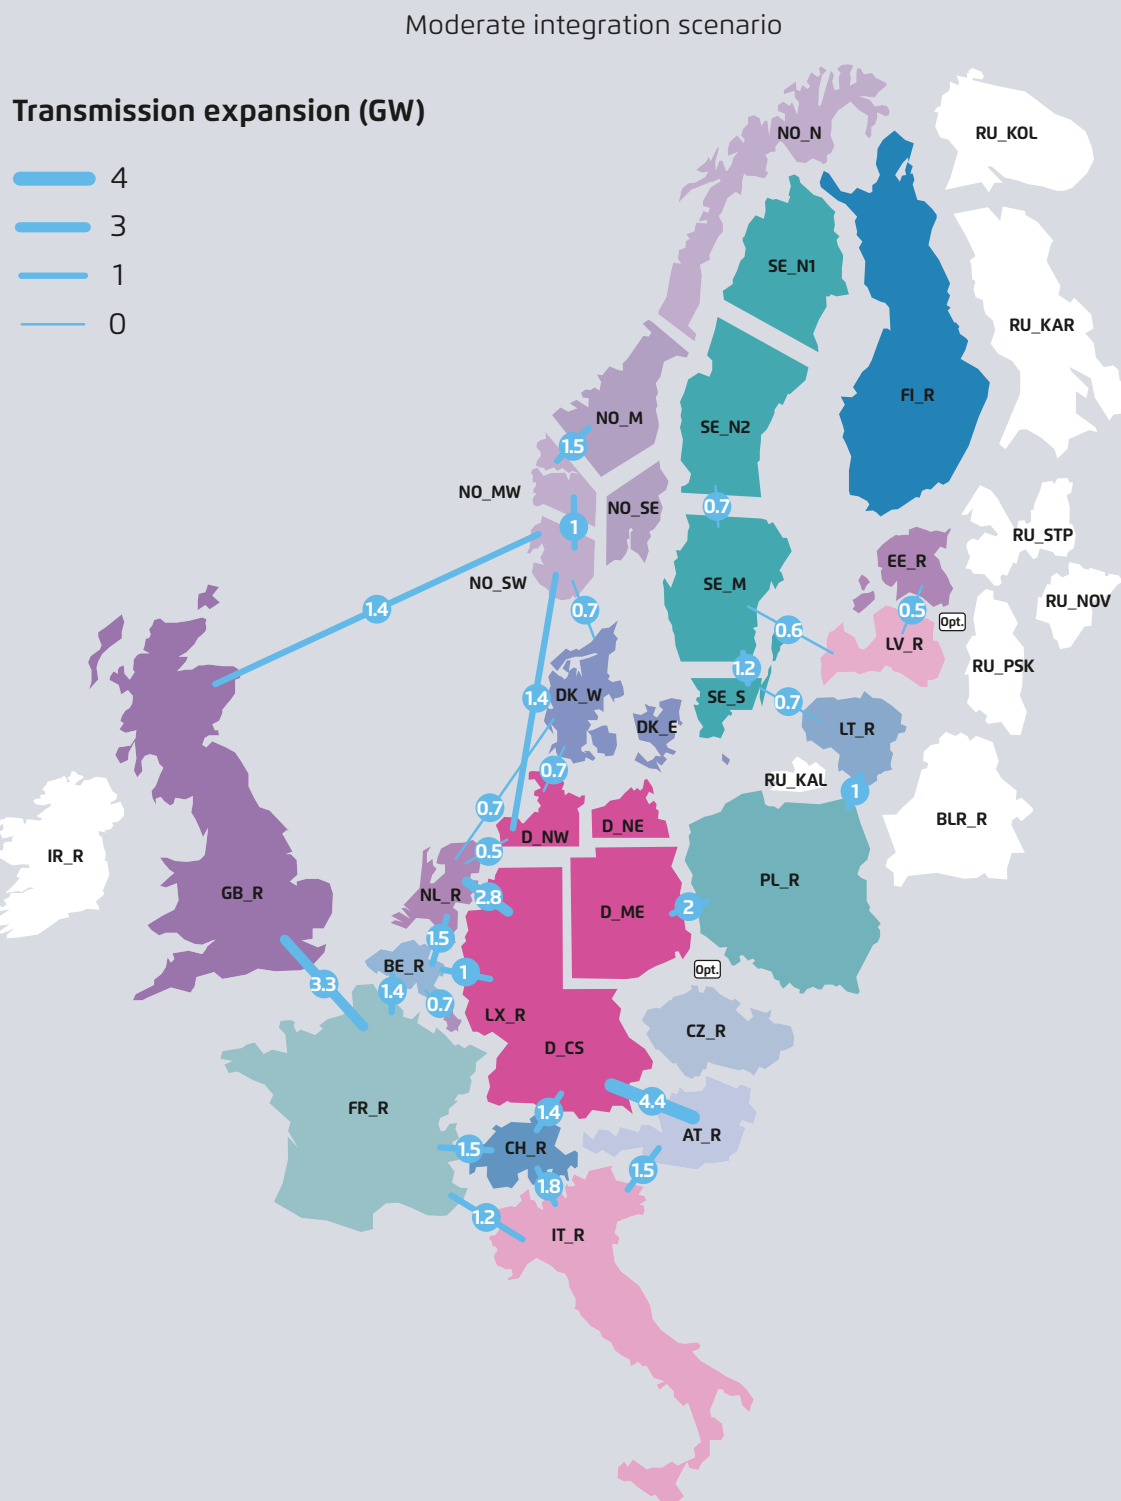 Moderate integration scenario
Transmission expansion (GW)
4
3
1
0
NO_N
RU_KOL
SE_N1
RU_KAR
FI_R
NO_M
SE_N2
1.5
NO_MW
NO_SE
0.7
1
RU_STP
EE_R
NO_SW
SE_M
RU_NOV
1.4
0.7
0.5
Opt.
0.6
LV_R
RU_PSK
1.2
DK_W
SE_S
1.4
0.7
DK_E
LT_R
0.7
RU_KAL
1
0.7
BLR_R
D_NE
D_NW
0.5
IR_R
PL_R
GB_R
NL_R
2.8
2
D_ME
1.5
BE_R
1
Opt.
3.3
1.4
0.7
LX_R
CZ_R
D_CS
4.4
FR_R
1.4
AT_R
1.5
CH_R
1.5
1.8
1.2
IT_R